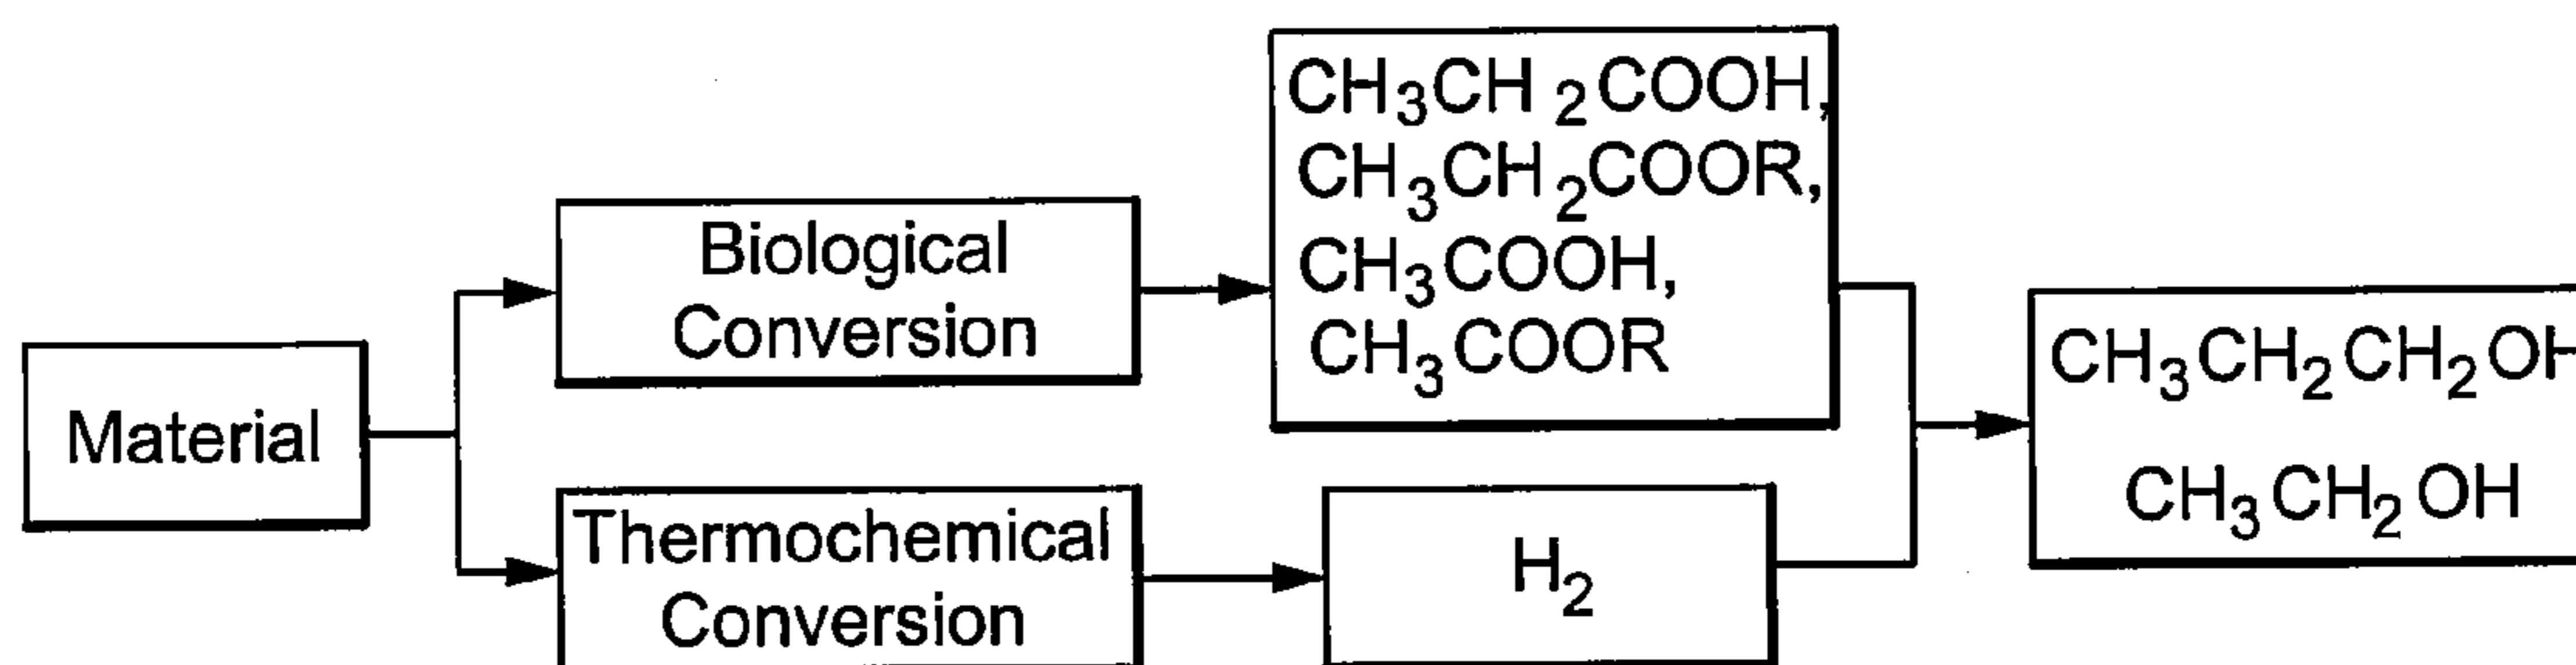 Material
Biological
Conversion
Thermochemical
Conversion
CH₃CH₂COOH,
CH₃CH₂COOR,
CH₃COOH,
CH₃COOR
H₂
CH₃CH₂CH₂OH
CH₃CH₂OH